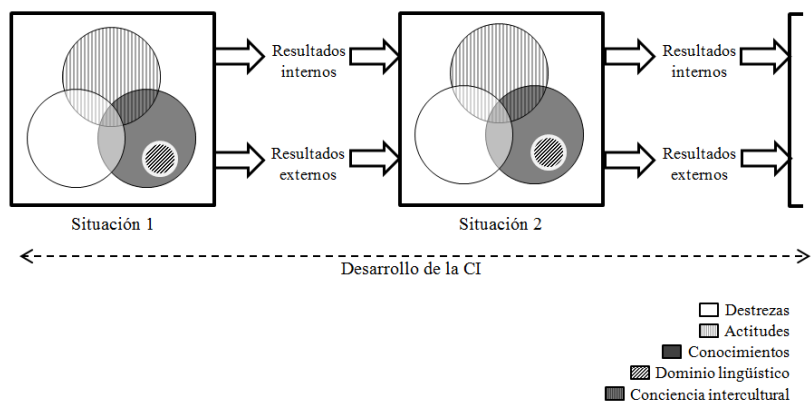 Resultados
internos
Resultados
internos
Resultados
externos
Resultados
externos
Situación 1
Situación 2
Desarrollo de la CI
Destrezas
Actitudes
Conocimientos
Dominio lingüístico
Conciencia intercultural